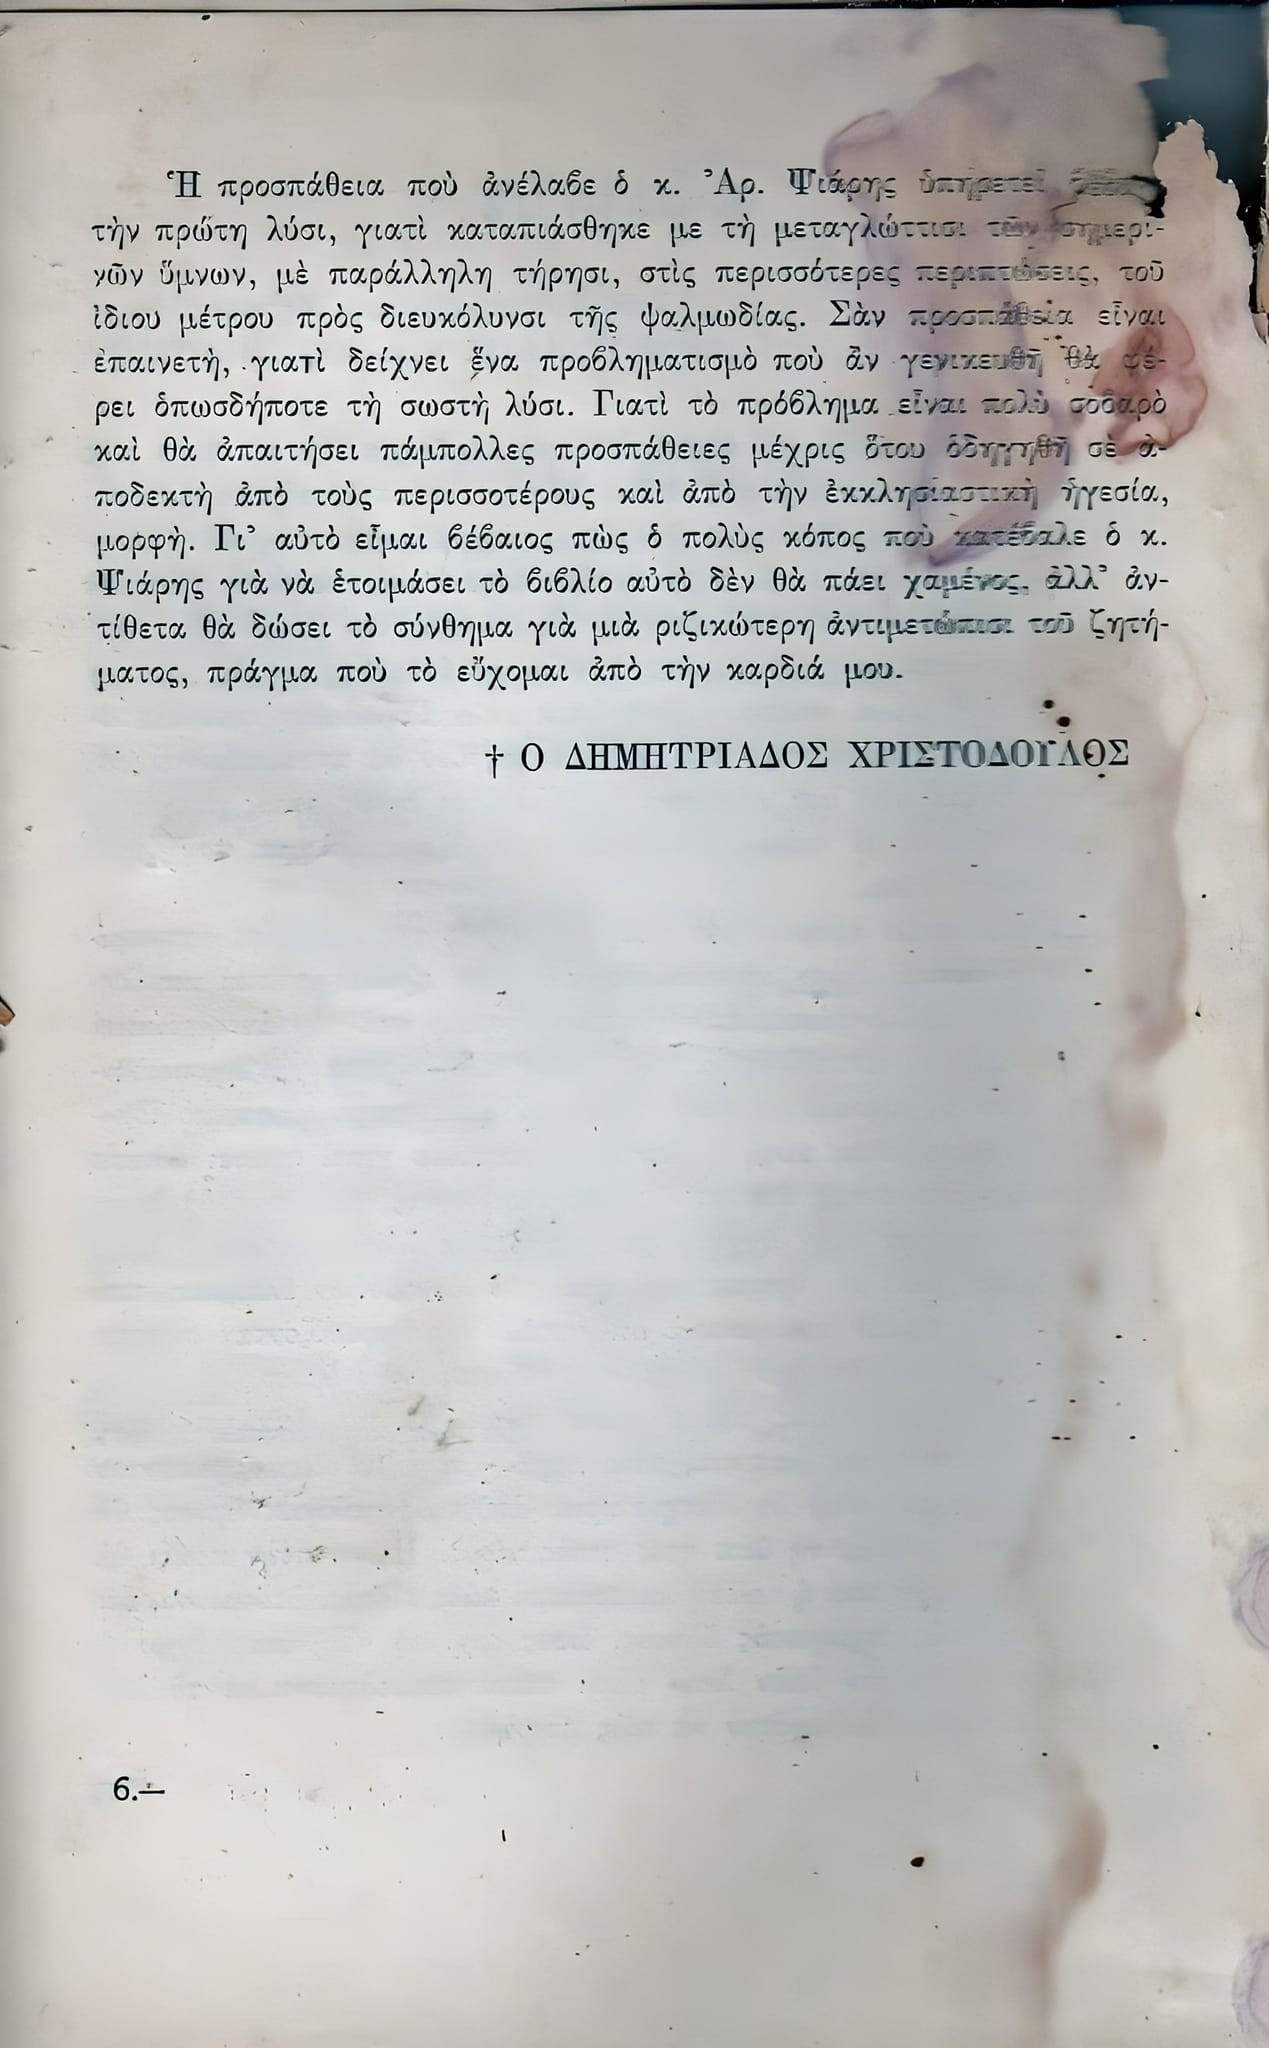 Ἡ προσπάθεια ποὺ ἀνέλαβε ὁ κ. Ἀρ. Ψιάρης ὑπηρετεῖ
τὴν πρώτη λύσι, γιατὶ καταπιάσθηκε με τὴ μεταγλώττισι τῶν σημερι-
νῶν ὕμνων, μὲ παράλληλη τήρησι, στὶς περισσότερες περιπτώσεις, τοῦ
ἰδιου μέτρου πρὸς διευκόλυνσι τῆς ψαλμωδίας. Σὰν προσπάθεια εἶναι
ἐπαινετὴ, γιατὶ δείχνει ἕνα προβληματισμὸ ποὺ ἂν γενικευθῆ θὰ φέ-
ρει ὁπωσδήποτε τὴ σωστὴ λύσι. Γιατὶ τὸ πρόβλημα εἶναι πολὺ σοβαρὸ
καὶ θὰ ἀπαιτήσει πάμπολλες προσπάθειες μέχρις ὅτου ὁδηγηθῆ σὲ ἀ-
ποδεκτὴ ἀπὸ τοὺς περισσοτέρους καὶ ἀπὸ τὴν ἐκκλησιαστικὴ ἡγεσία,
μορφὴ. Γι' αὐτὸ εἶμαι βέβαιος πὼς ὁ πολὺς κόπος ποὺ κατέβαλε ὁ κ.
Ψιάρης γιὰ νὰ ἑτοιμάσει τὸ βιβλίο αὐτὸ δὲν θὰ πάει χαμένος, ἀλλ' ἀν-
τίθετα θὰ δώσει τὸ σύνθημα γιὰ μιὰ ριζικώτερη ἀντιμετώπισι τοῦ ζητή-
ματος, πράγμα ποὺ τὸ εὔχομαι ἀπὸ τὴν καρδιά μου.
† Ο ΔΗΜΗΤΡΙΑΔΟΣ ΧΡΙΣΤΟΔΟΥΛΟΣ
6.—